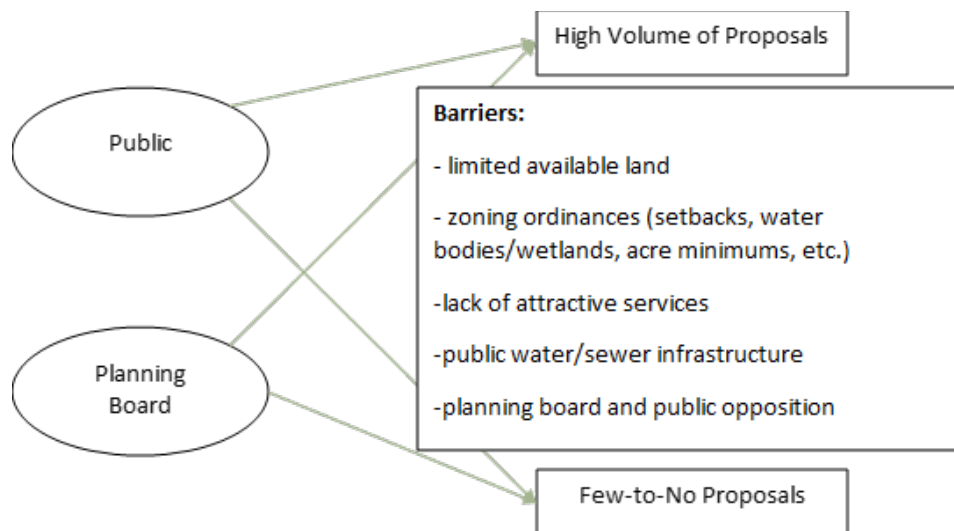 High Volume of Proposals
Public
Barriers:
- limited available land
- zoning ordinances (setbacks, water
bodies/wetlands, acre minimums, etc.)
-lack of attractive services
-public water/sewer infrastructure
-planning board and public opposition
Planning
Board
Few-to-No Proposals